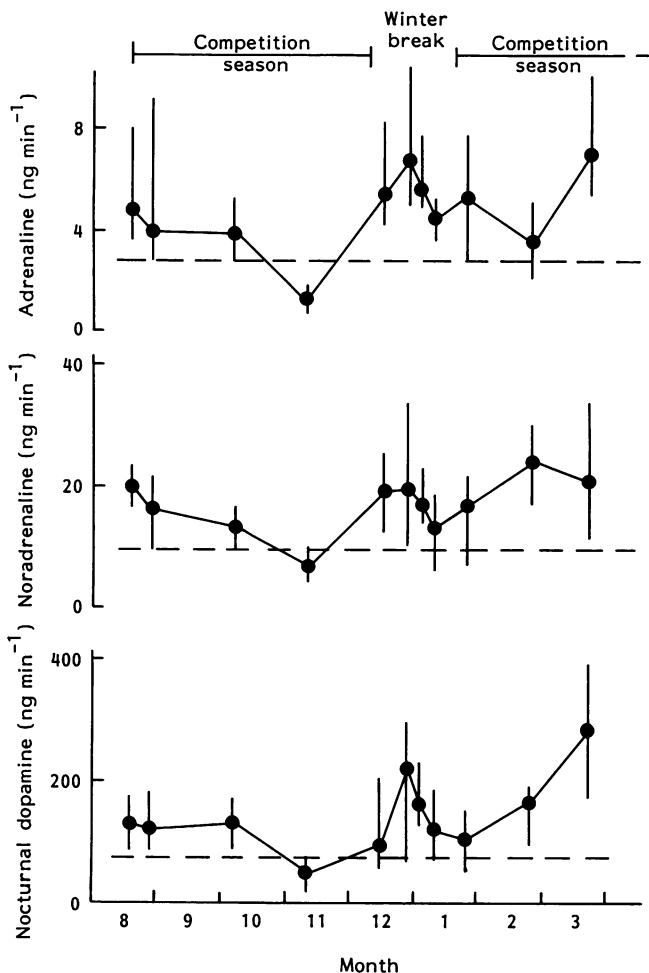 Winter
break
Competition
season
Competition
season
Adrenaline (ng min⁻¹)
8
4
0
Noradrenaline (ng min⁻¹)
40
20
0
Nocturnal dopamine (ng min⁻¹)
400
200
0
8 9 10 11 12 1 2 3
Month